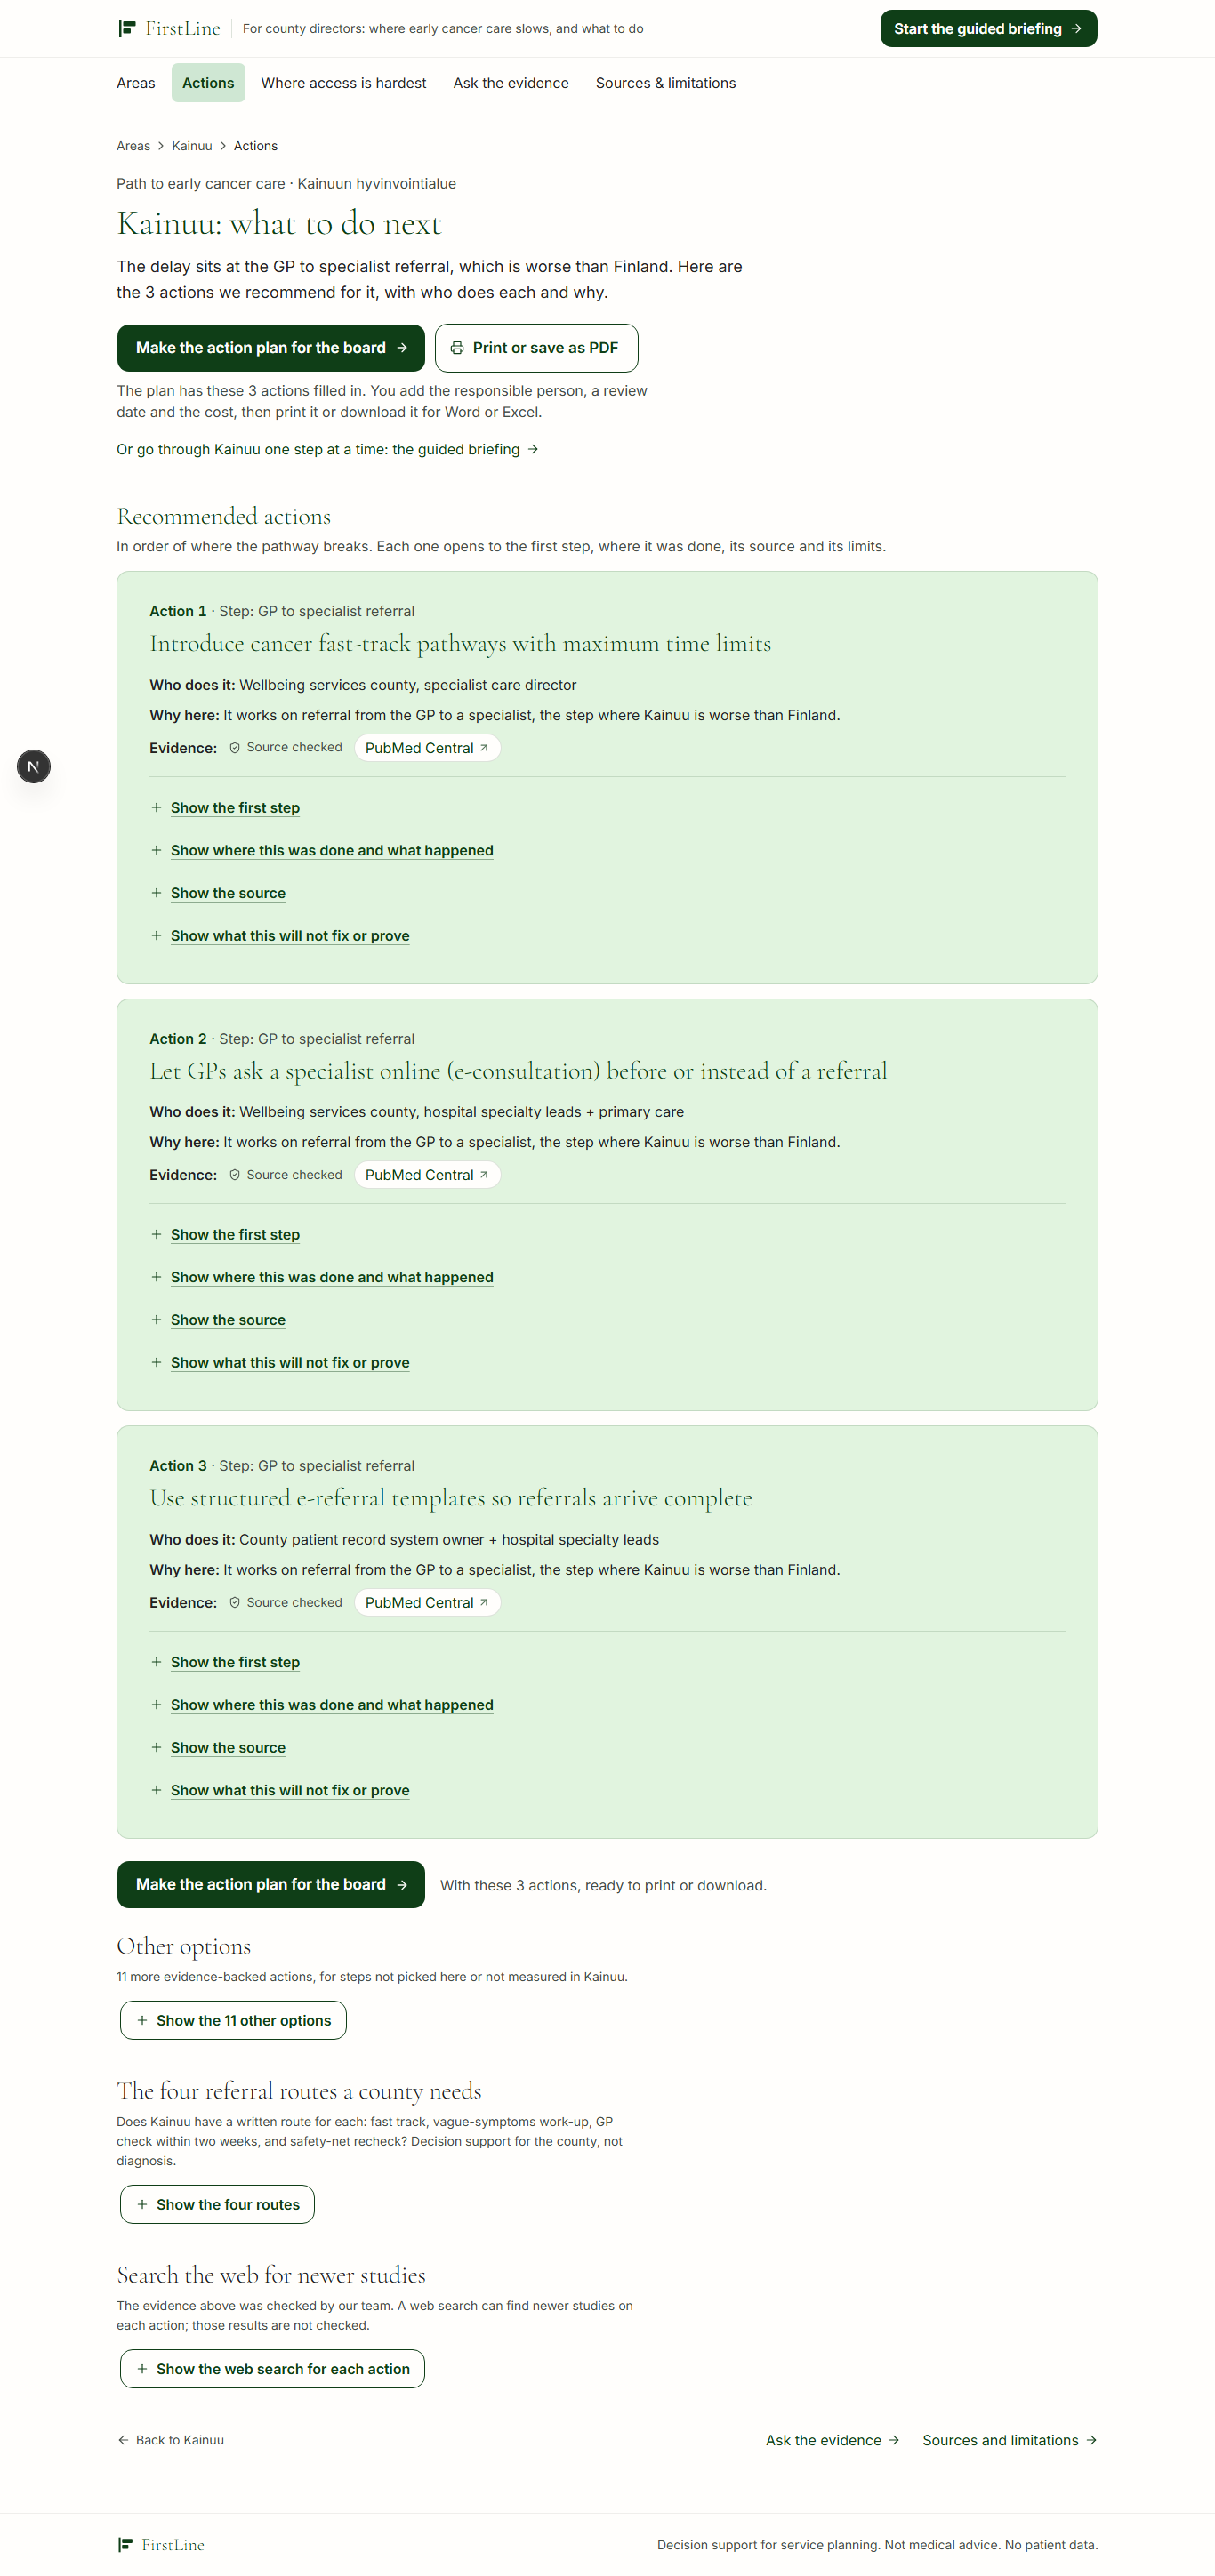 FirstLine
For county directors: where early cancer care slows, and what to do
Start the guided briefing
Areas
Actions
Where access is hardest
Ask the evidence
Sources & limitations
Areas > Kainuu > Actions
Path to early cancer care · Kainuun hyvinvointialue
Kainuu: what to do next
The delay sits at the GP to specialist referral, which is worse than Finland. Here are
the 3 actions we recommend for it, with who does each and why.
Make the action plan for the board →
Print or save as PDF
The plan has these 3 actions filled in. You add the responsible person, a review
date and the cost, then print it or download it for Word or Excel.
Or go through Kainuu one step at a time: the guided briefing →
Recommended actions
In order of where the pathway breaks. Each one opens to the first step, where it was done, its source and its limits.
Action 1 · Step: GP to specialist referral
Introduce cancer fast-track pathways with maximum time limits
Who does it: Wellbeing services county, specialist care director
Why here: It works on referral from the GP to a specialist, the step where Kainuu is worse than Finland.
Evidence: Source checked PubMed Central
N
+ Show the first step
+ Show where this was done and what happened
+ Show the source
+ Show what this will not fix or prove
Action 2 · Step: GP to specialist referral
Let GPs ask a specialist online (e-consultation) before or instead of a referral
Who does it: Wellbeing services county, hospital specialty leads + primary care
Why here: It works on referral from the GP to a specialist, the step where Kainuu is worse than Finland.
Evidence: Source checked PubMed Central
+ Show the first step
+ Show where this was done and what happened
+ Show the source
+ Show what this will not fix or prove
Action 3 · Step: GP to specialist referral
Use structured e-referral templates so referrals arrive complete
Who does it: County patient record system owner + hospital specialty leads
Why here: It works on referral from the GP to a specialist, the step where Kainuu is worse than Finland.
Evidence: Source checked PubMed Central
+ Show the first step
+ Show where this was done and what happened
+ Show the source
+ Show what this will not fix or prove
Make the action plan for the board →
With these 3 actions, ready to print or download.
Other options
11 more evidence-backed actions, for steps not picked here or not measured in Kainuu.
+ Show the 11 other options
The four referral routes a county needs
Does Kainuu have a written route for each: fast track, vague-symptoms work-up, GP
check within two weeks, and safety-net recheck? Decision support for the county, not
diagnosis.
+ Show the four routes
Search the web for newer studies
The evidence above was checked by our team. A web search can find newer studies on
each action; those results are not checked.
+ Show the web search for each action
← Back to Kainuu
Ask the evidence →
Sources and limitations →
FirstLine
Decision support for service planning. Not medical advice. No patient data.